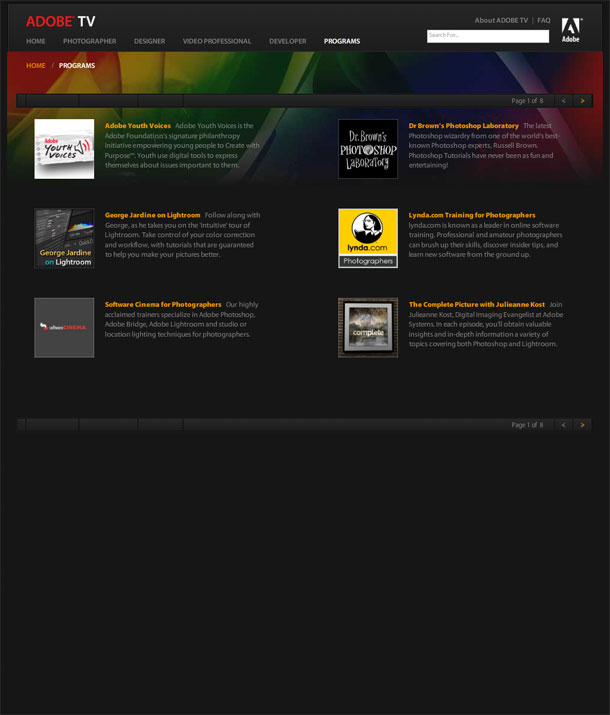 ADOBE TV
About ADOBE TV | FAQ
Adobe
Search For...
HOME PHOTOGRAPHER DESIGNER VIDEO PROFESSIONAL DEVELOPER PROGRAMS
HOME / PROGRAMS
Page 1 of 8 < >
Adobe
YOUTH
VOICES
Adobe Youth Voices Adobe Youth Voices is the
Adobe Foundation's signature philanthropy
initiative empowering young people to Create with
Purpose™. Youth use digital tools to express
themselves about issues important to them.
Dr. Brown's
PHOTOSHOP
LABORATORY
Dr Brown's Photoshop Laboratory The latest
Photoshop wizardry from one of the world's best-
known Photoshop experts, Russell Brown.
Photoshop Tutorials have never been as fun and
entertaining!
George Jardine
on Lightroom
George Jardine on Lightroom Follow along with
George, as he takes you on the 'intuitive' tour of
Lightroom. Take control of your color correction
and workflow, with tutorials that are guaranteed
to help you make your pictures better.
lynda.com
Photographers
Lynda.com Training for Photographers
lynda.com is known as a leader in online software
training. Professional and amateur photographers
can brush up their skills, discover insider tips, and
learn new software from the ground up.
software CINEMA
Software Cinema for Photographers Our highly
acclaimed trainers specialize in Adobe Photoshop,
Adobe Bridge, Adobe Lightroom and studio or
location lighting techniques for photographers.
complete
The Complete Picture with Julieanne Kost Join
Julieanne Kost, Digital Imaging Evangelist at Adobe
Systems. In each episode, you'll obtain valuable
insights and in-depth information a variety of
topics covering both Photoshop and Lightroom.
Page 1 of 8 < >